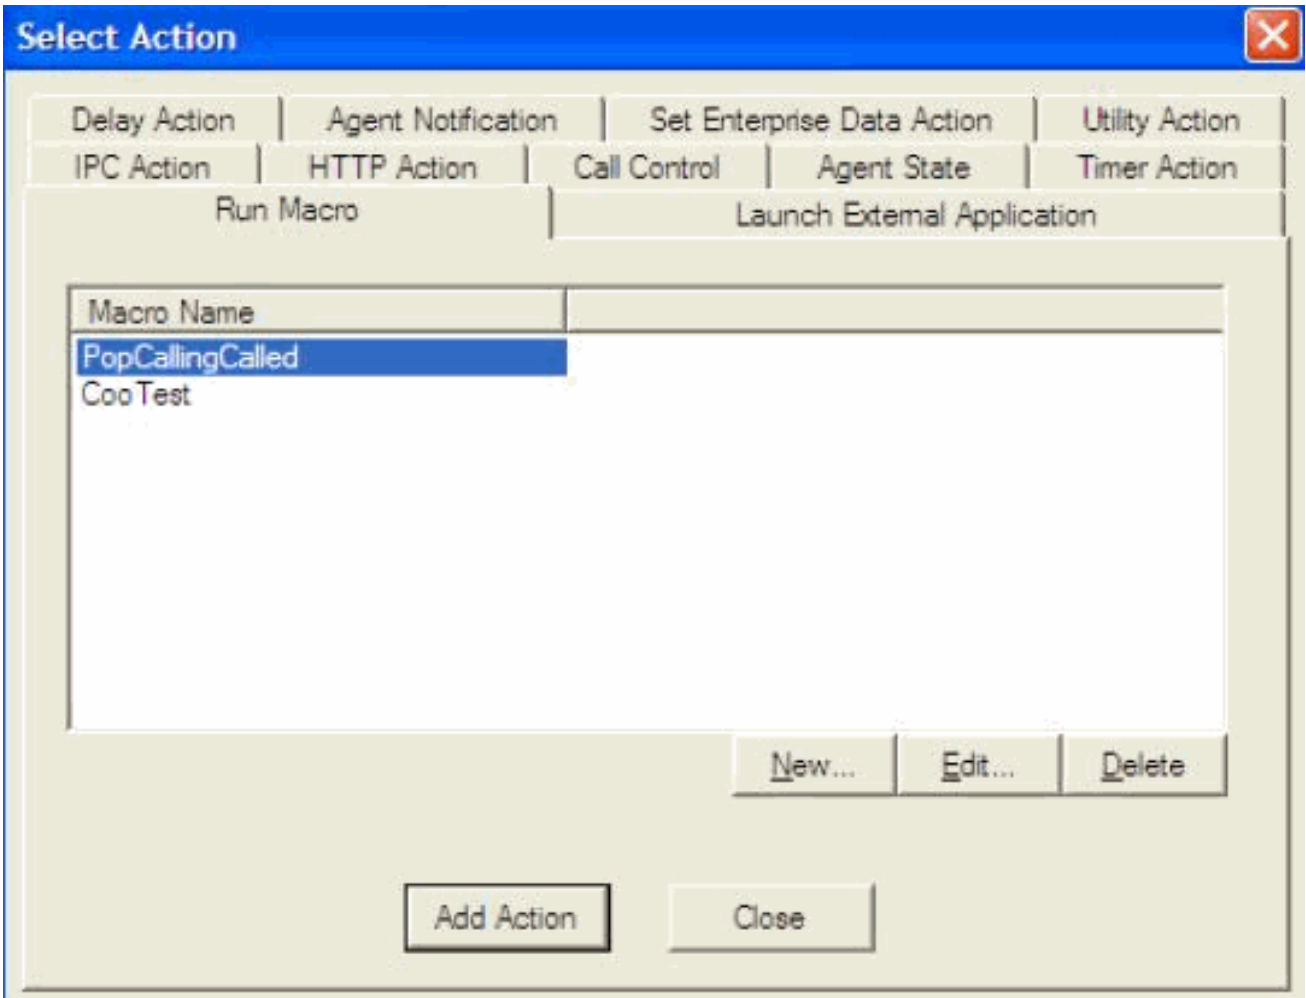 Select Action
Delay Action Agent Notification Set Enterprise Data Action Utility Action
IPC Action HTTP Action Call Control Agent State Timer Action
Run Macro Launch External Application
Macro Name
PopCallingCalled
CooTest
New... Edit... Delete
Add Action Close